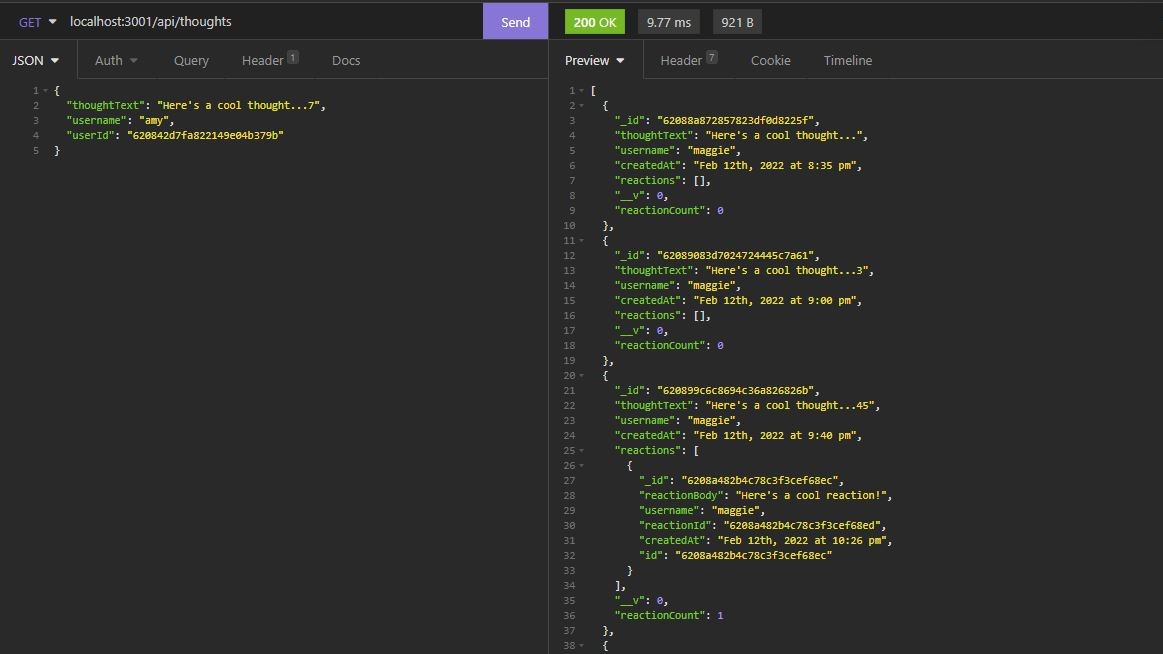 GET localhost:3001/api/thoughts Send 200 OK 9.77 ms 921 B
JSON Auth Query Header 1 Docs Preview Header 7 Cookie Timeline
1 {
2 "thoughtText": "Here's a cool thought...7",
3 "username": "amy",
4 "userId": "620842d7fa822149e04b379b"
5 }
1 [
2 {
3 "_id": "62088a872857823df0d8225f",
4 "thoughtText": "Here's a cool thought...",
5 "username": "maggie",
6 "createdAt": "Feb 12th, 2022 at 8:35 pm",
7 "reactions": [],
8 "__v": 0,
9 "reactionCount": 0
10 },
11 {
12 "_id": "62089083d7024724445c7a61",
13 "thoughtText": "Here's a cool thought...3",
14 "username": "maggie",
15 "createdAt": "Feb 12th, 2022 at 9:00 pm",
16 "reactions": [],
17 "__v": 0,
18 "reactionCount": 0
19 },
20 {
21 "_id": "620899c6c8694c36a826826b",
22 "thoughtText": "Here's a cool thought...45",
23 "username": "maggie",
24 "createdAt": "Feb 12th, 2022 at 9:40 pm",
25 "reactions": [
26 {
27 "_id": "6208a482b4c78c3f3cef68ec",
28 "reactionBody": "Here's a cool reaction!",
29 "username": "maggie",
30 "reactionId": "6208a482b4c78c3f3cef68ed",
31 "createdAt": "Feb 12th, 2022 at 10:26 pm",
32 "id": "6208a482b4c78c3f3cef68ec"
33 }
34 ],
35 "__v": 0,
36 "reactionCount": 1
37 },
38 {